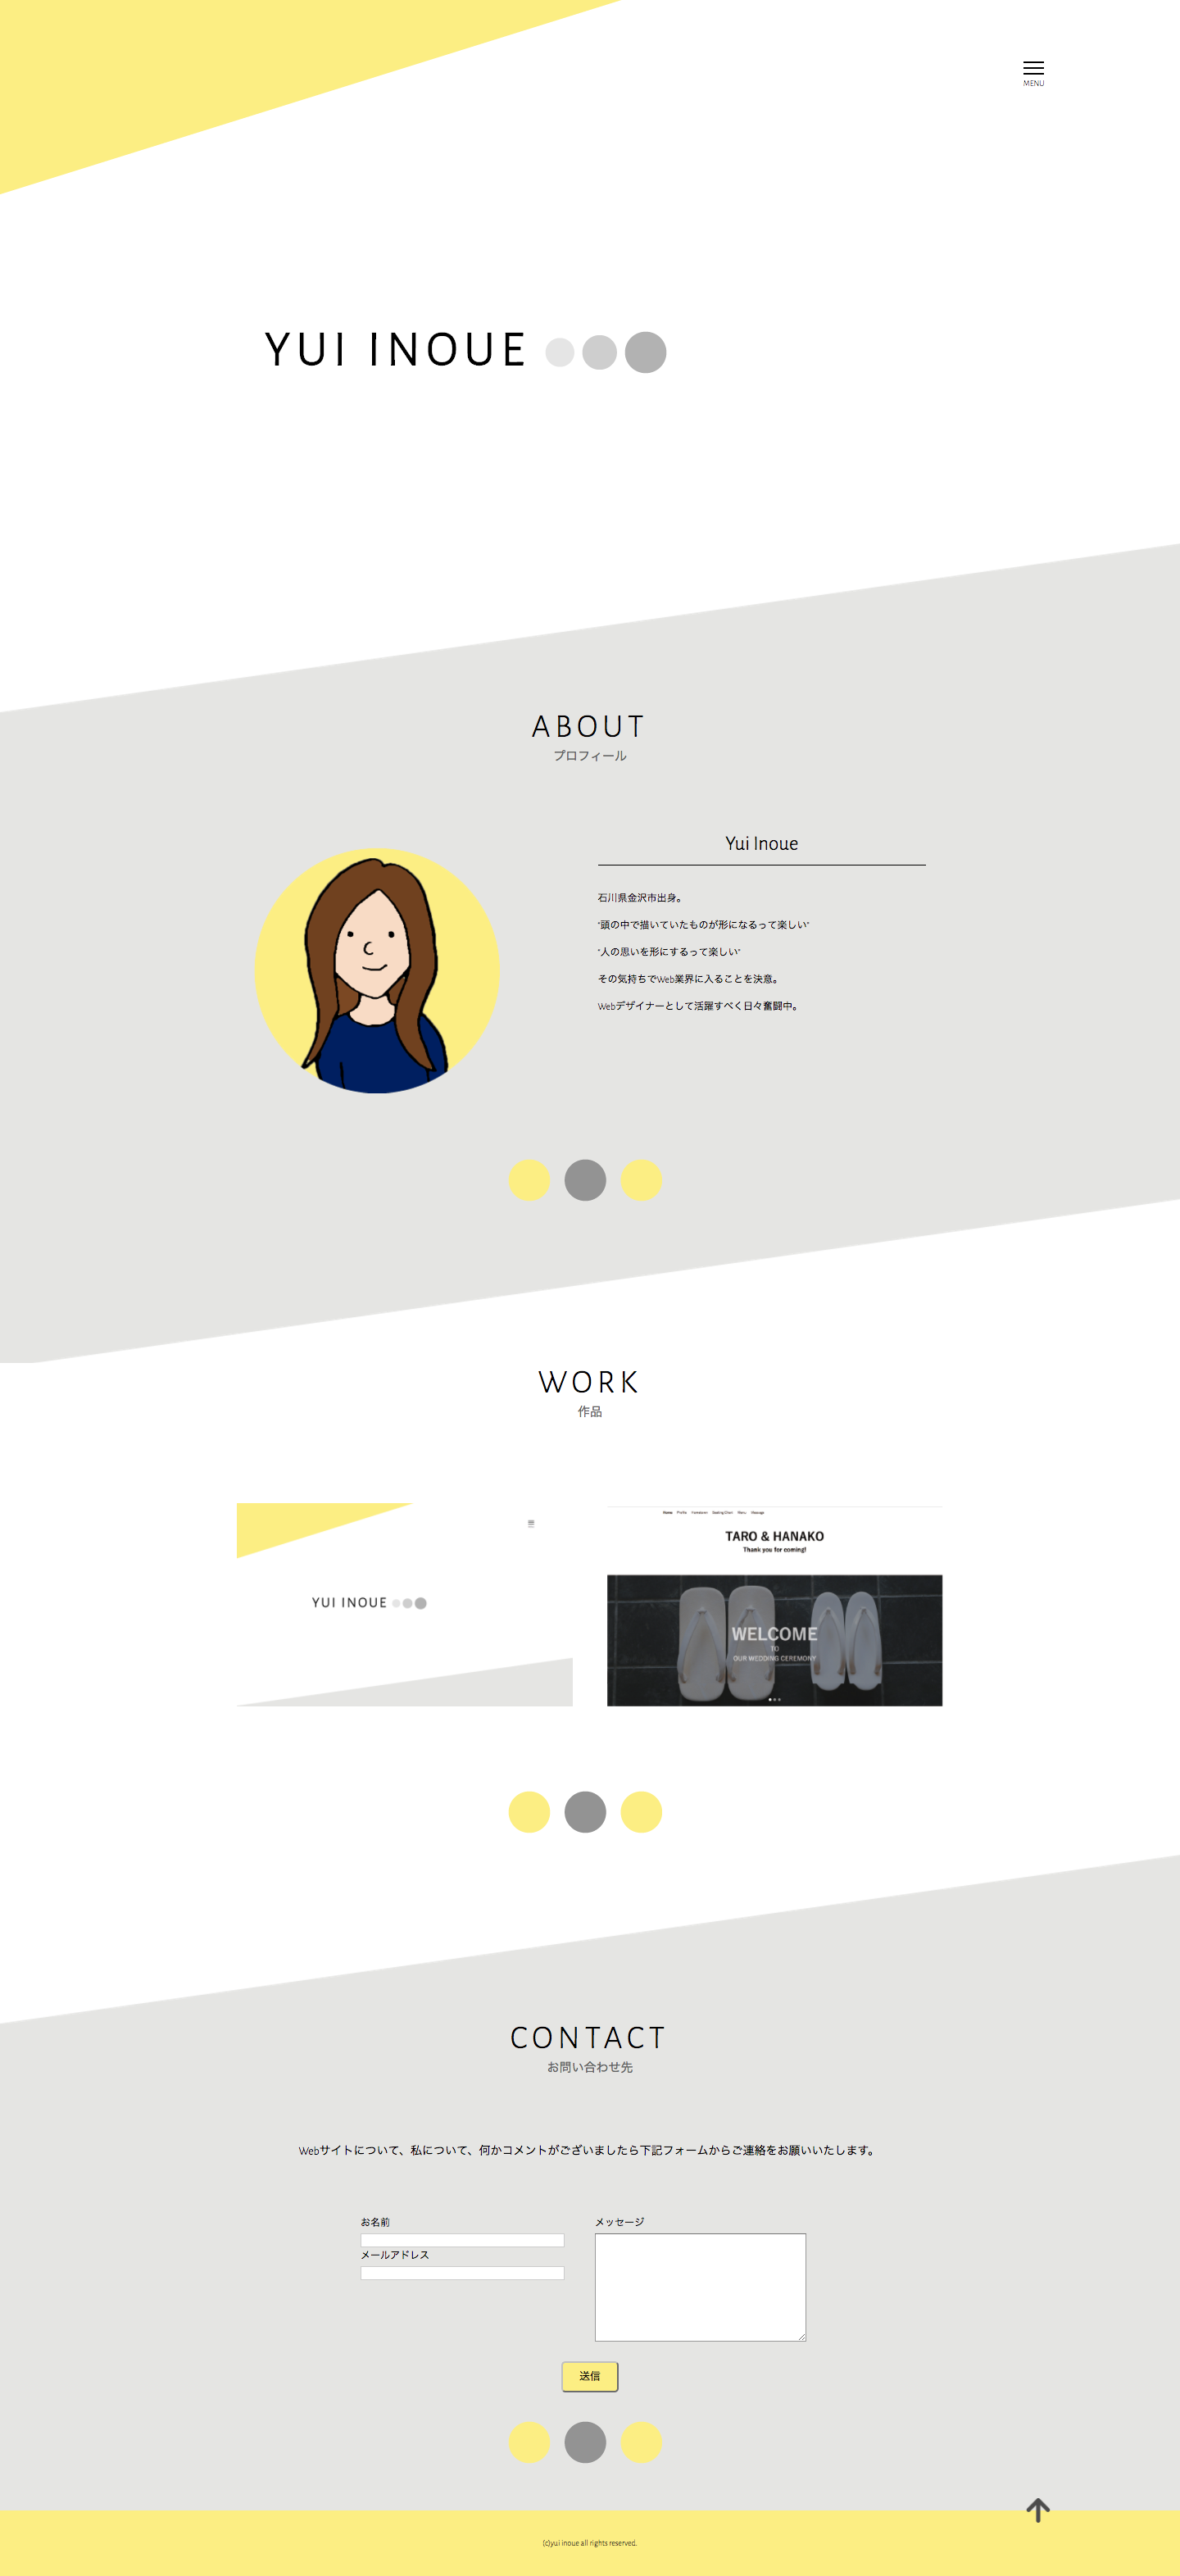 MENU
YUI INOUE
ABOUT
プロフィール
Yui Inoue
石川県金沢市出身。
"頭の中で描いていたものが形になるって楽しい"
"人の思いを形にするって楽しい"
その気持ちでWeb業界に入ることを決意。
Webデザイナーとして活躍すべく日々奮闘中。
WORK
作品
YUI INOUE
Home Profile Kanazawa Seating Chart Menu Message
TARO & HANAKO
Thank you for coming!
WELCOME
TO
OUR WEDDING CEREMONY
CONTACT
お問い合わせ先
Webサイトについて、私について、何かコメントがございましたら下記フォームからご連絡をお願いいたします。
お名前
メールアドレス
メッセージ
送信
(c)yui inoue all rights reserved.